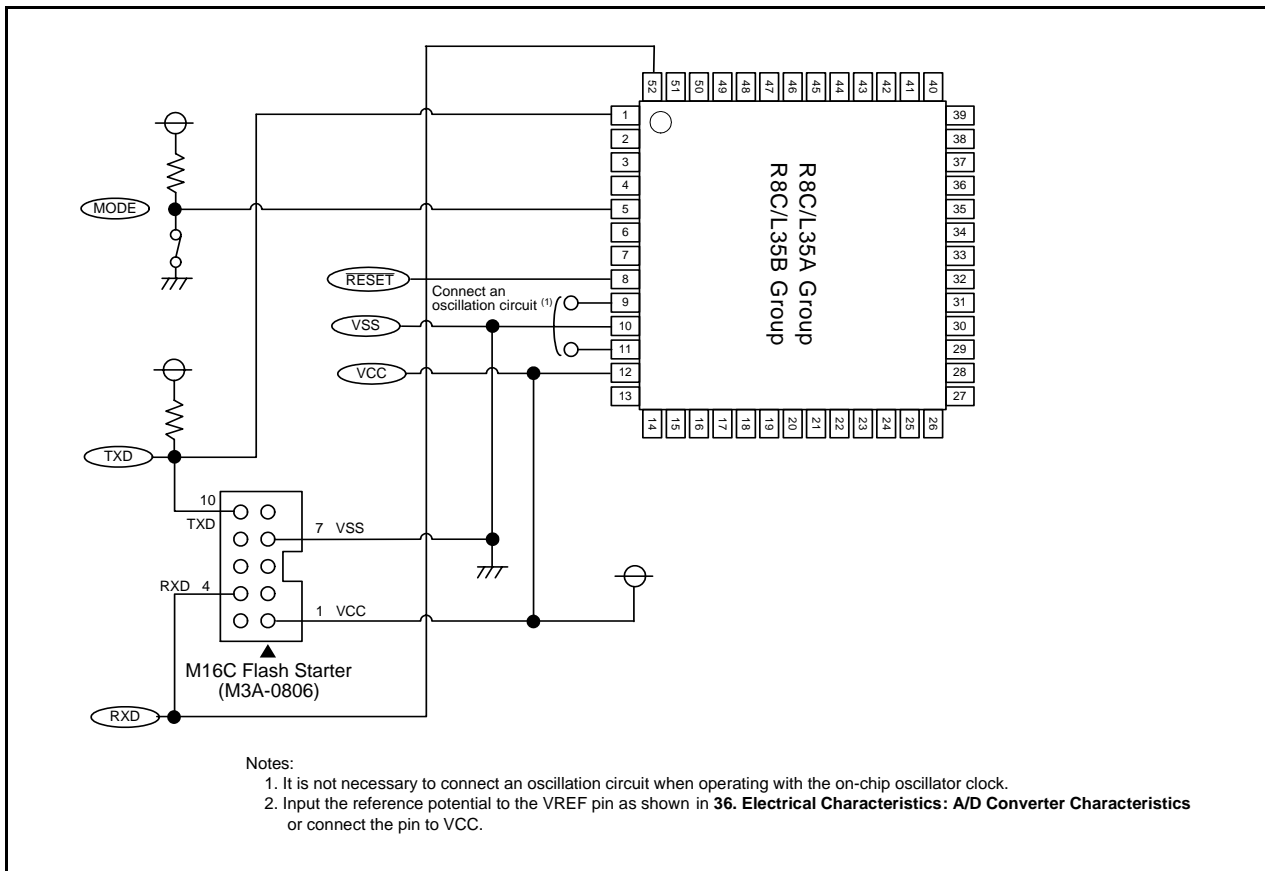 52 51 50 49 48 47 46 45 44 43 42 41 40
1
2
3
4
5
6
7
8
9
10
11
12
13
39
38
37
36
35
34
33
32
31
30
29
28
27
14 15 16 17 18 19 20 21 22 23 24 25 26
R8C/L35A Group
R8C/L35B Group
MODE
RESET
Connect an
oscillation circuit (1)
VSS
VCC
TXD
10
TXD
7 VSS
RXD 4
1 VCC
M16C Flash Starter
(M3A-0806)
RXD
Notes:
1. It is not necessary to connect an oscillation circuit when operating with the on-chip oscillator clock.
2. Input the reference potential to the VREF pin as shown in 36. Electrical Characteristics: A/D Converter Characteristics
or connect the pin to VCC.